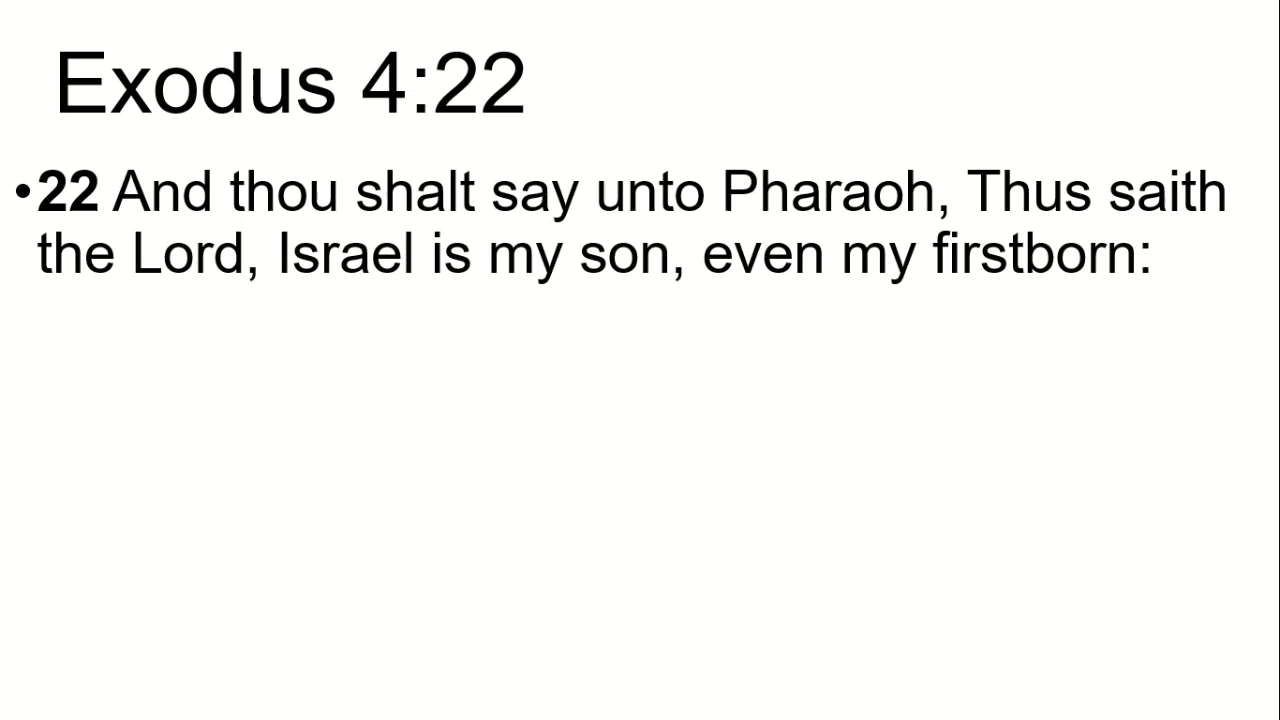 Exodus 4:22
•22 And thou shalt say unto Pharaoh, Thus saith
the Lord, Israel is my son, even my firstborn: